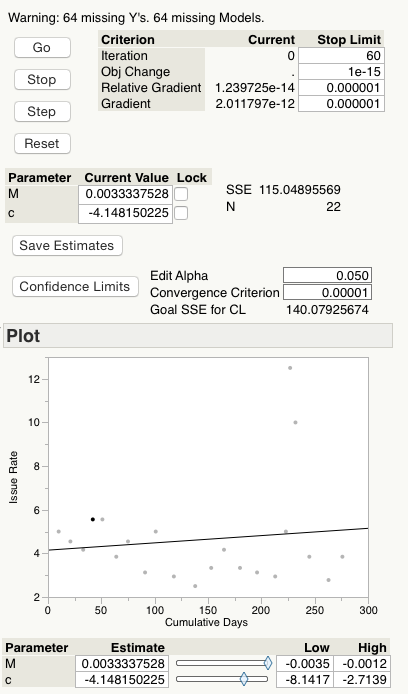 Warning: 64 missing Y's. 64 missing Models.
Go
Stop
Step
Reset
Criterion Current Stop Limit
Iteration 0 60
Obj Change . 1e-15
Relative Gradient 1.239725e-14 0.000001
Gradient 2.011797e-12 0.000001
Parameter Current Value Lock
M 0.0033337528
c -4.148150225
SSE 115.04895569
N 22
Save Estimates
Confidence Limits
Edit Alpha 0.050
Convergence Criterion 0.00001
Goal SSE for CL 140.07925674
Plot
12
10
8
6
4
2
Issue Rate
0 50 100 150 200 250 300
Cumulative Days
Parameter Estimate Low High
M 0.0033337528 -0.0035 -0.0012
c -4.148150225 -8.1417 -2.7139